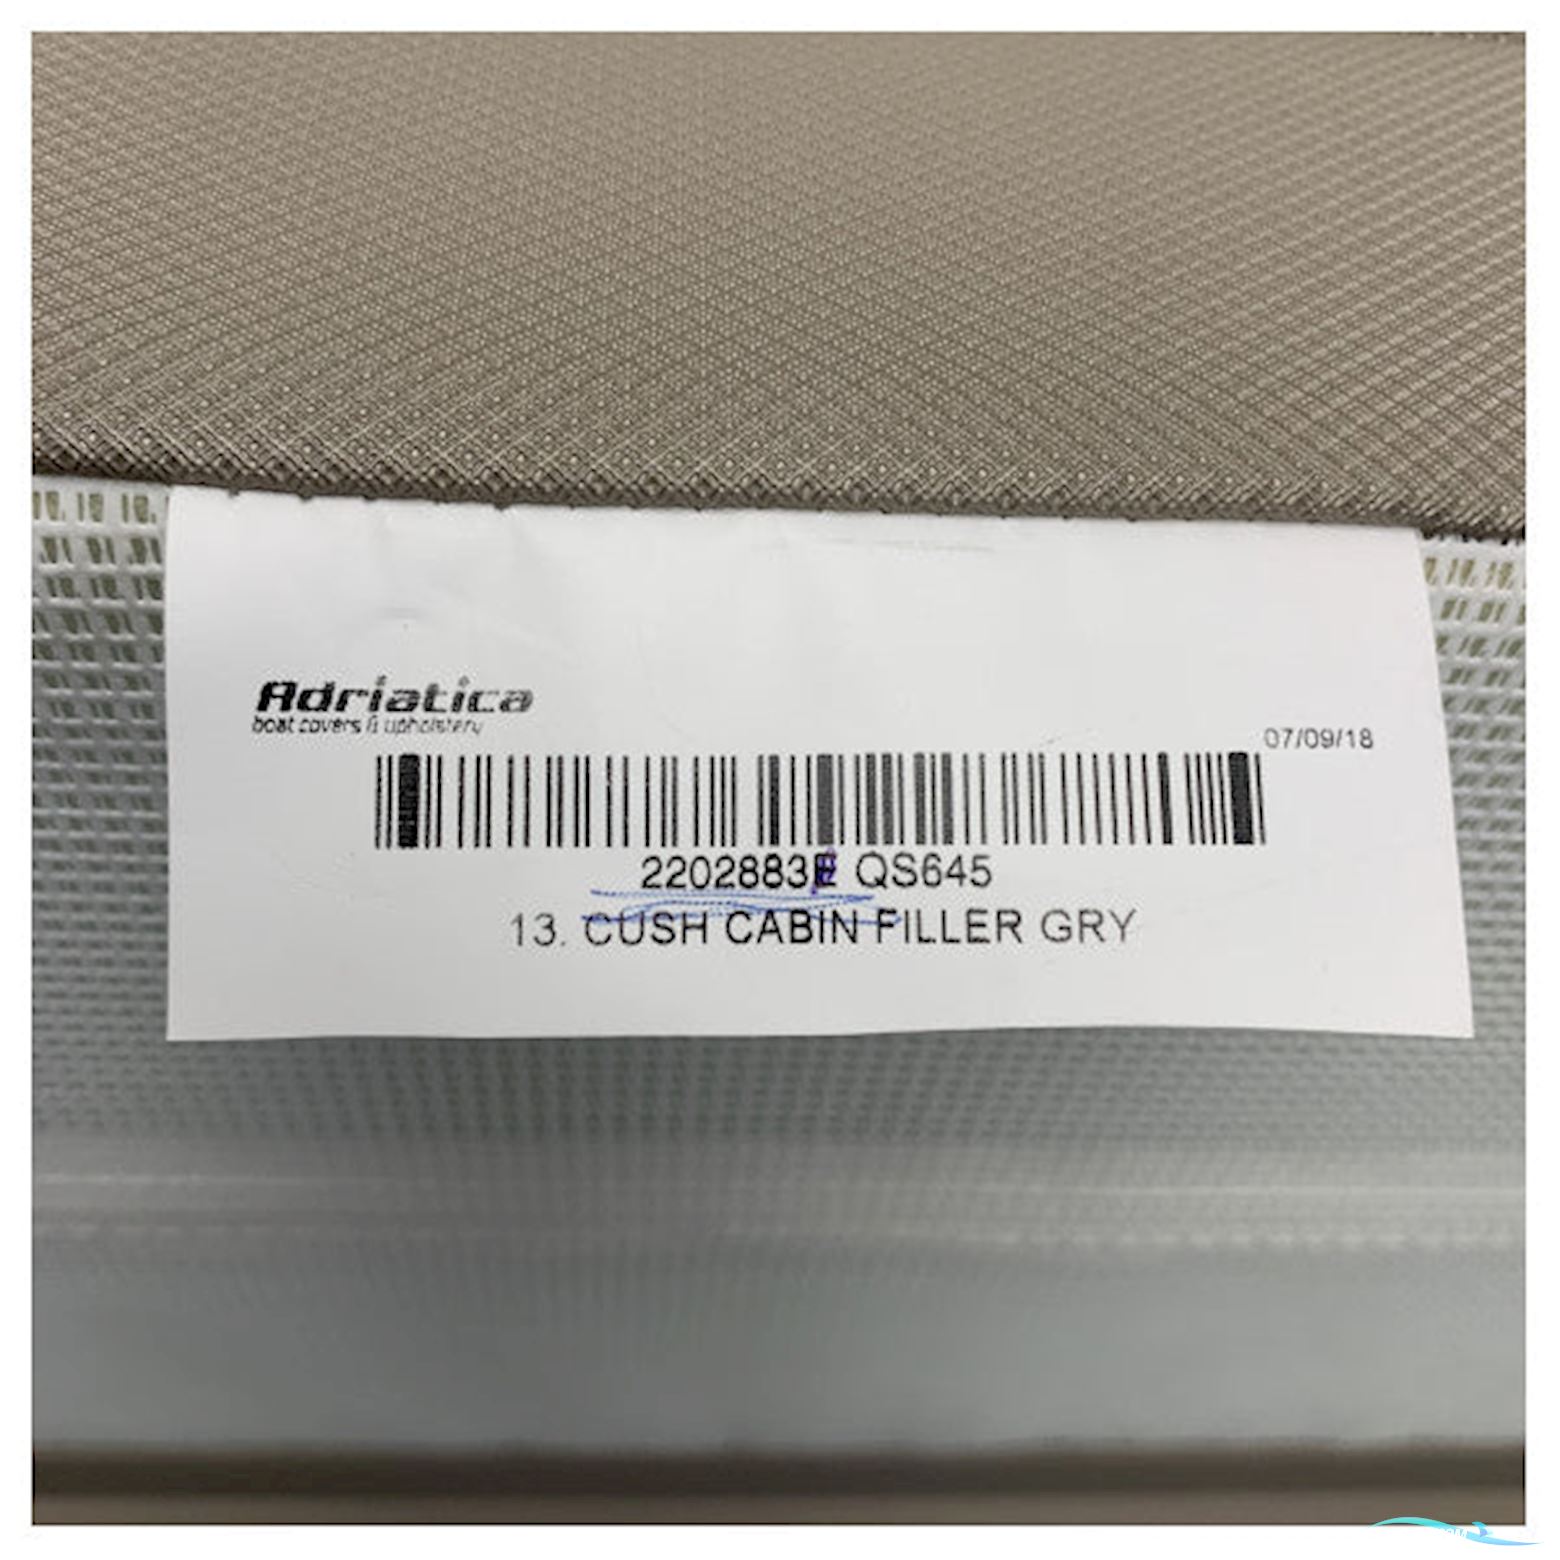 Adriatica
boat covers & upholstery
07/09/18
2202883E QS645
13. CUSH CABIN FILLER GRY